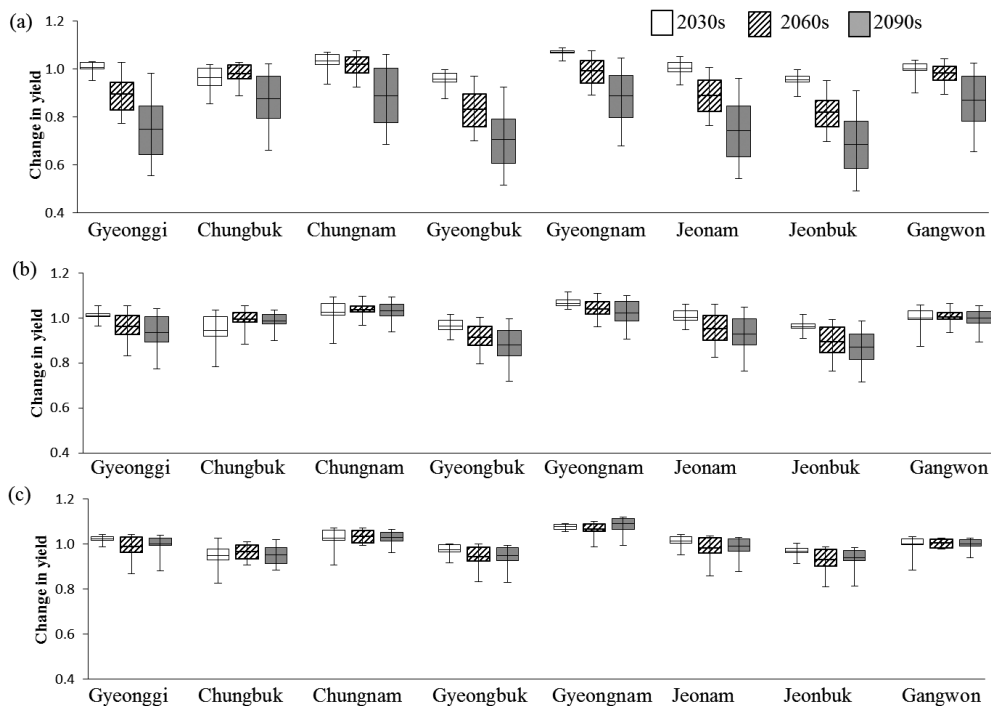 (a)
2030s 2060s 2090s
Change in yield
1.2
1.0
0.8
0.6
0.4
Gyeonggi Chungbuk Chungnam Gyeongbuk Gyeongnam Jeonam Jeonbuk Gangwon
(b)
Change in yield
1.2
1.0
0.8
0.6
0.4
Gyeonggi Chungbuk Chungnam Gyeongbuk Gyeongnam Jeonam Jeonbuk Gangwon
(c)
Change in yield
1.2
1.0
0.8
0.6
0.4
Gyeonggi Chungbuk Chungnam Gyeongbuk Gyeongnam Jeonam Jeonbuk Gangwon